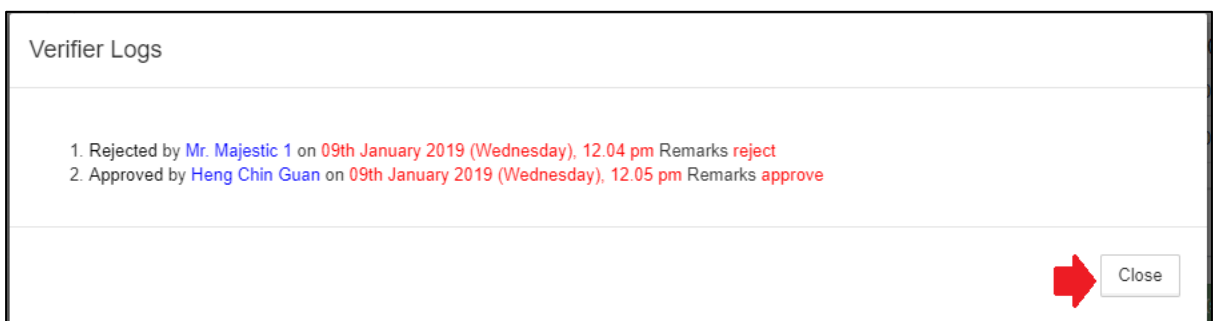 Verifier Logs
1. Rejected by Mr. Majestic 1 on 09th January 2019 (Wednesday), 12.04 pm Remarks reject
2. Approved by Heng Chin Guan on 09th January 2019 (Wednesday), 12.05 pm Remarks approve
Close